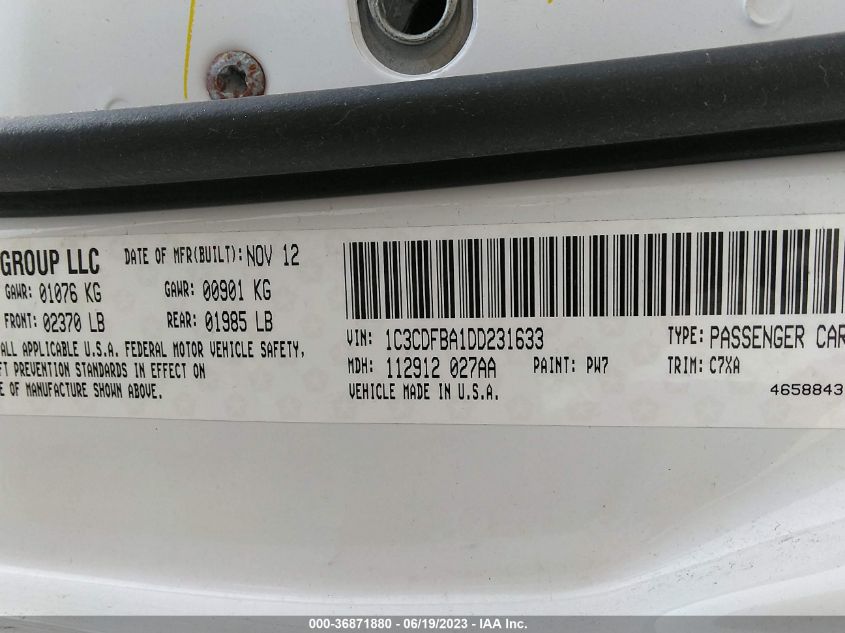 GROUP LLC DATE OF MFR(BUILT): NOV 12
GAWR: 01076 KG GAWR: 00901 KG
FRONT: 02370 LB REAR: 01985 LB
ALL APPLICABLE U.S.A. FEDERAL MOTOR VEHICLE SAFETY,
FT PREVENTION STANDARDS IN EFFECT ON
E OF MANUFACTURE SHOWN ABOVE.
VIN: 1C3CDFBA1DD231633 TYPE: PASSENGER CAR
MDH: 112912 027AA PAINT: PW7 TRIM: C7XA
VEHICLE MADE IN U.S.A. 4658843
000-36871880 - 06/19/2023 - IAA Inc.